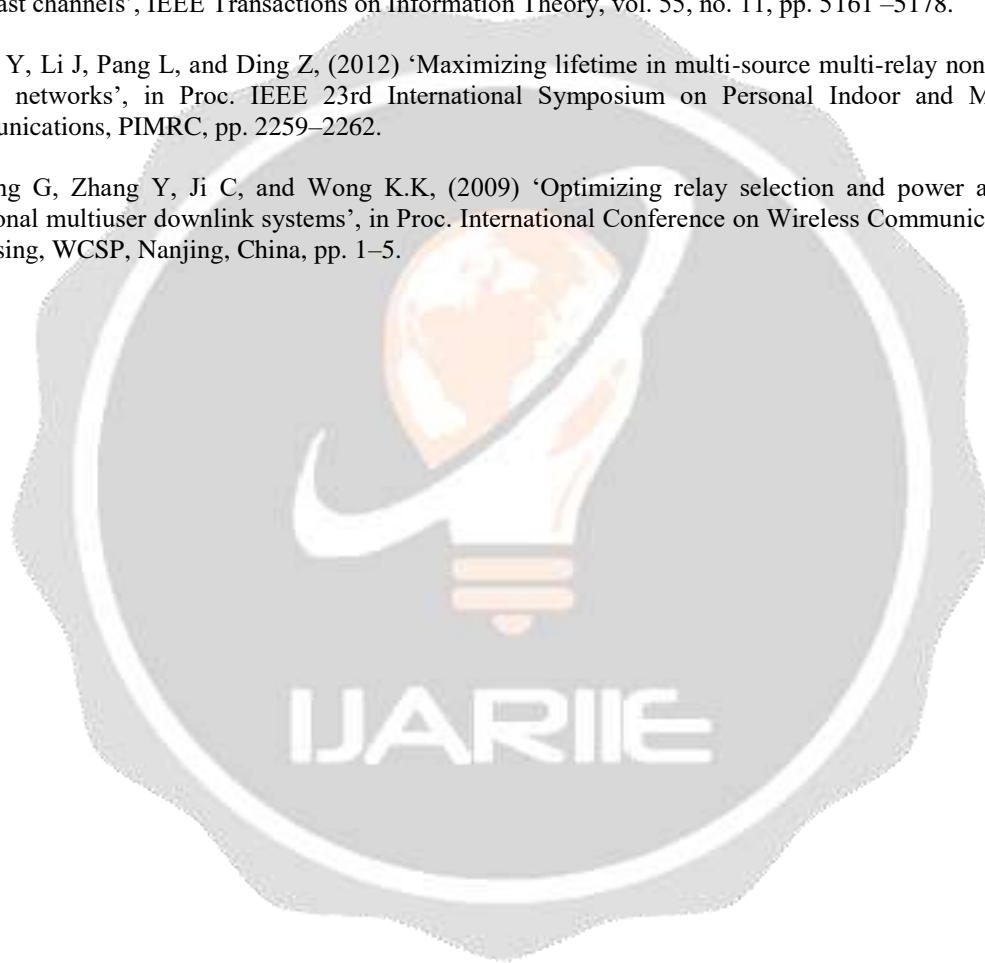 ast channels’, IEEE Transactions on Information Theory, vol. 55, no. 11, pp. 5161 –5178.
Y, Li J, Pang L, and Ding Z, (2012) ‘Maximizing lifetime in multi-source multi-relay non
networks’, in Proc. IEEE 23rd International Symposium on Personal Indoor and M
unications, PIMRC, pp. 2259–2262.
ng G, Zhang Y, Ji C, and Wong K.K, (2009) ‘Optimizing relay selection and power a
onal multiuser downlink systems’, in Proc. International Conference on Wireless Communic
sing, WCSP, Nanjing, China, pp. 1–5.
IJARIIE